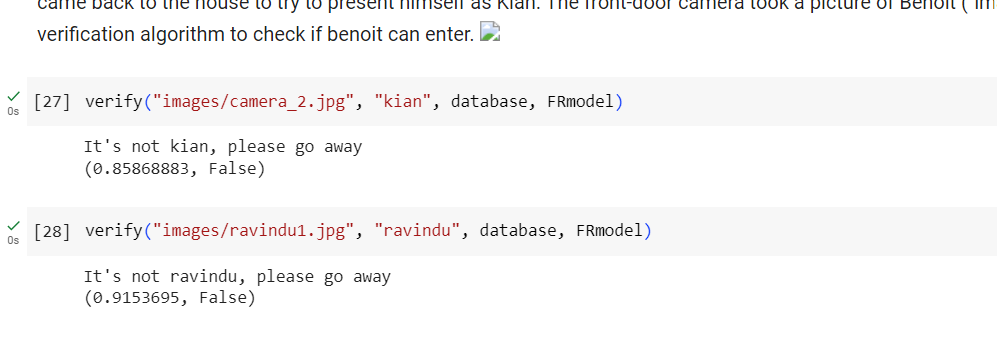 came back to the house to try to present himself as Kian. The front-door camera took a picture of Benoit ("im
verification algorithm to check if benoit can enter.
[27] verify("images/camera_2.jpg", "kian", database, FRmodel)
0s
It's not kian, please go away
(0.85868883, False)
[28] verify("images/ravindu1.jpg", "ravindu", database, FRmodel)
0s
It's not ravindu, please go away
(0.9153695, False)